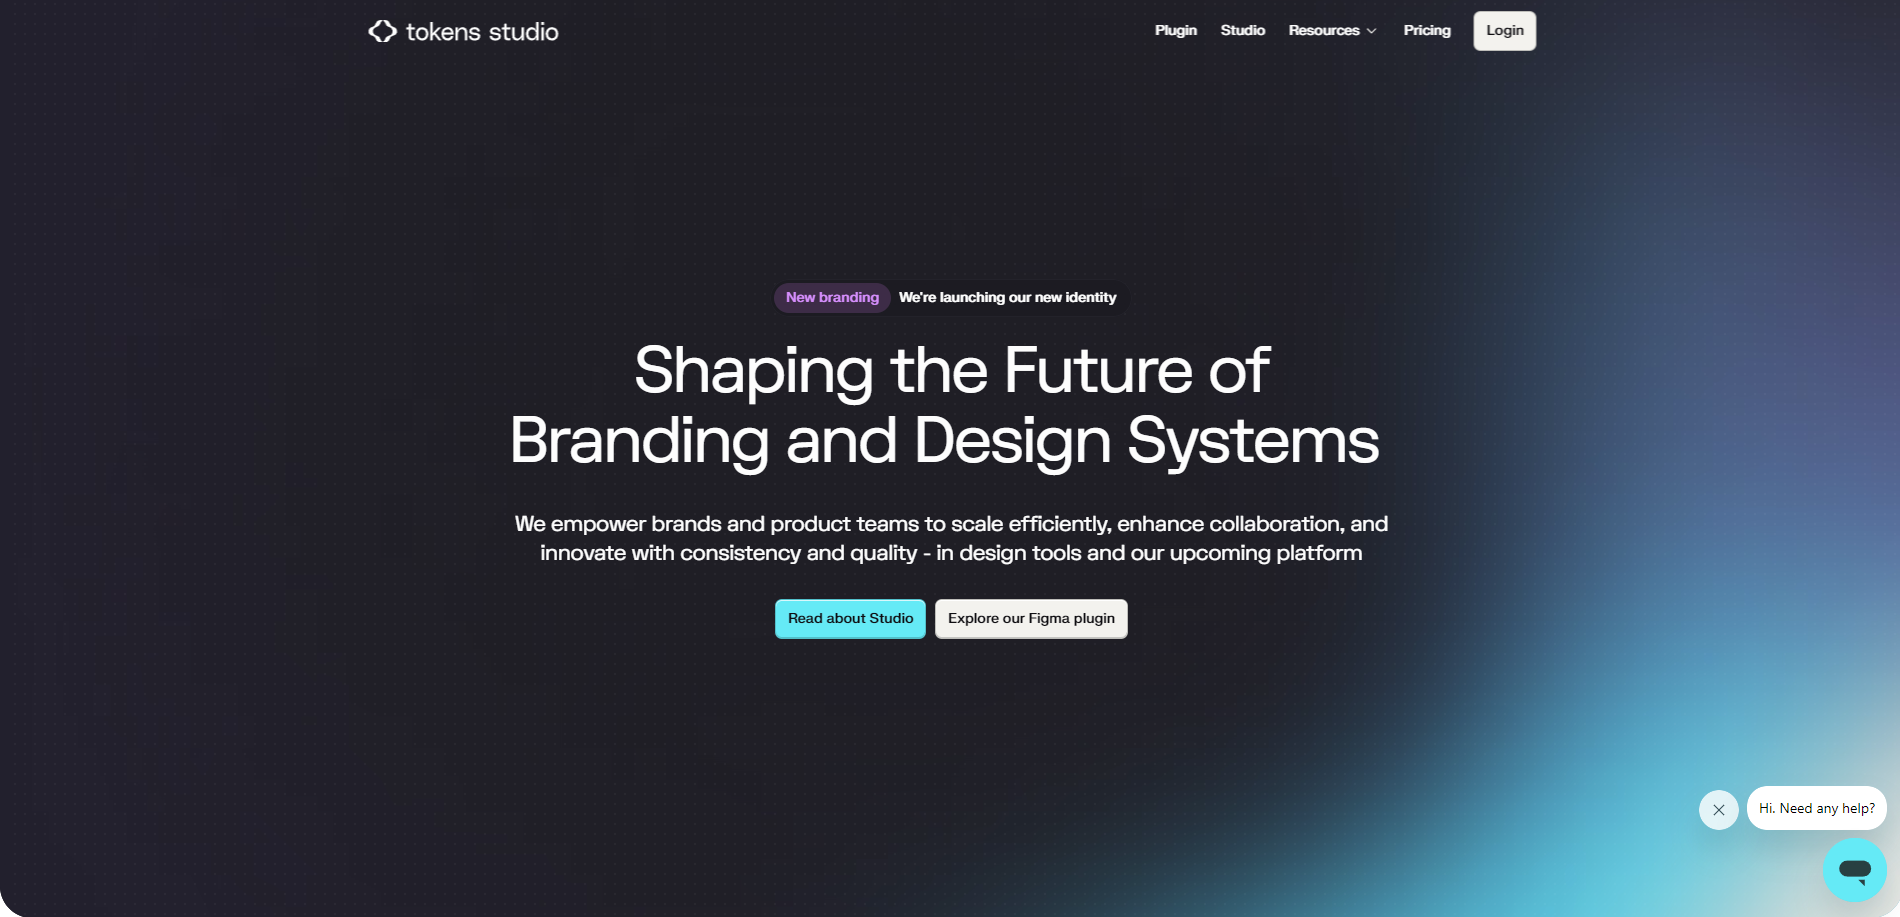 tokens studio
Plugin
Studio
Resources
Pricing
Login
New branding
We're launching our new identity
Shaping the Future of
Branding and Design Systems
We empower brands and product teams to scale efficiently, enhance collaboration, and
innovate with consistency and quality - in design tools and our upcoming platform
Read about Studio
Explore our Figma plugin
Hi. Need any help?